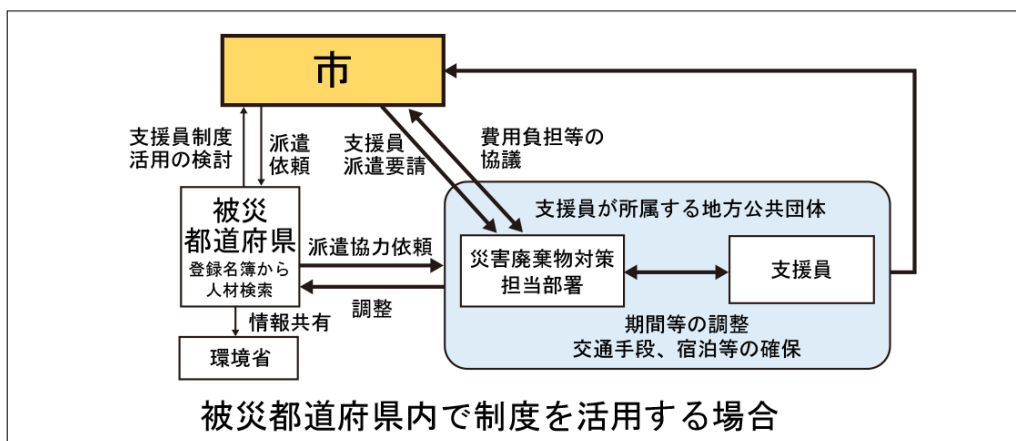 市
支援員制度
活用の検討
派遣
依頼
支援員
派遣要請
費用負担等の
協議
被災
都道府県
登録名簿から
人材検索
派遣協力依頼
調整
情報共有
環境省
支援員が所属する地方公共団体
災害廃棄物対策
担当部署
支援員
期間等の調整
交通手段、宿泊等の確保
被災都道府県内で制度を活用する場合